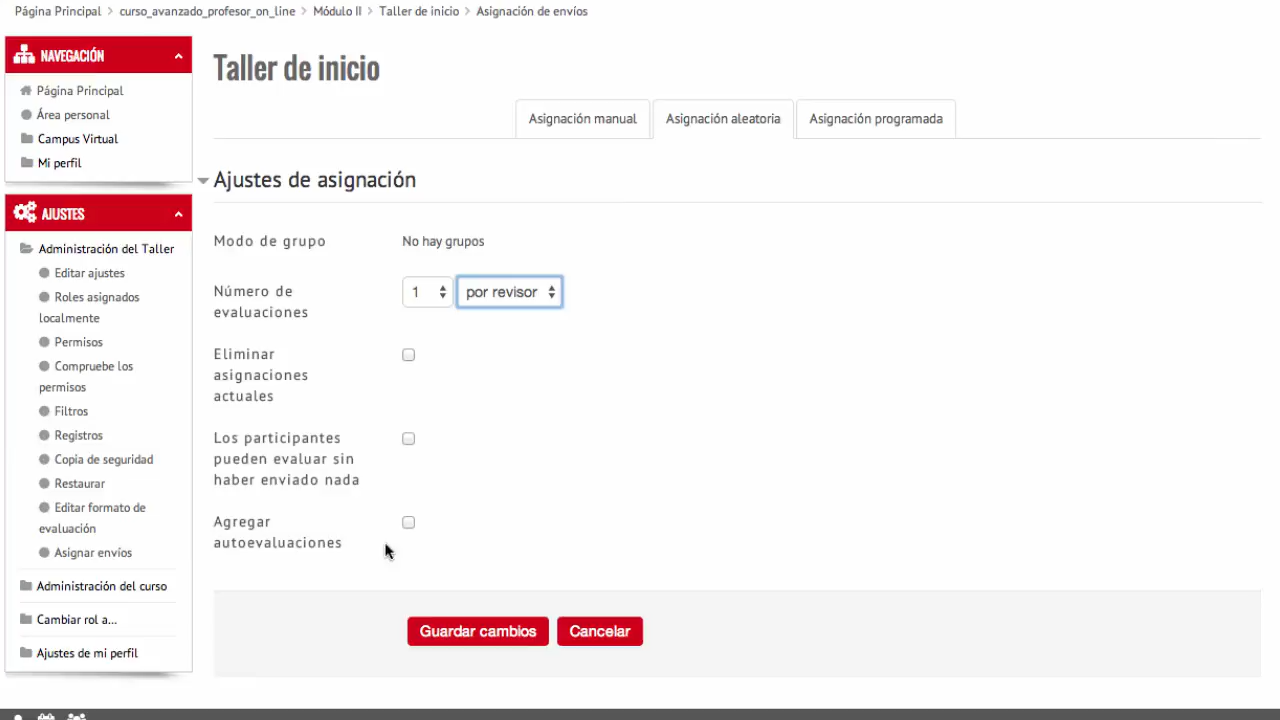 Página Principal > curso_avanzado_profesor_on_line > Módulo II > Taller de inicio > Asignación de envíos
NAVEGACIÓN
Página Principal
Área personal
Campus Virtual
Mi perfil
AJUSTES
Administración del Taller
Editar ajustes
Roles asignados
localmente
Permisos
Compruebe los
permisos
Filtros
Registros
Copia de seguridad
Restaurar
Editar formato de
evaluación
Asignar envíos
Administración del curso
Cambiar rol a...
Ajustes de mi perfil
Taller de inicio
Asignación manual
Asignación aleatoria
Asignación programada
Ajustes de asignación
Modo de grupo
No hay grupos
Número de
evaluaciones
1
por revisor
Eliminar
asignaciones
actuales
Los participantes
pueden evaluar sin
haber enviado nada
Agregar
autoevaluaciones
Guardar cambios
Cancelar